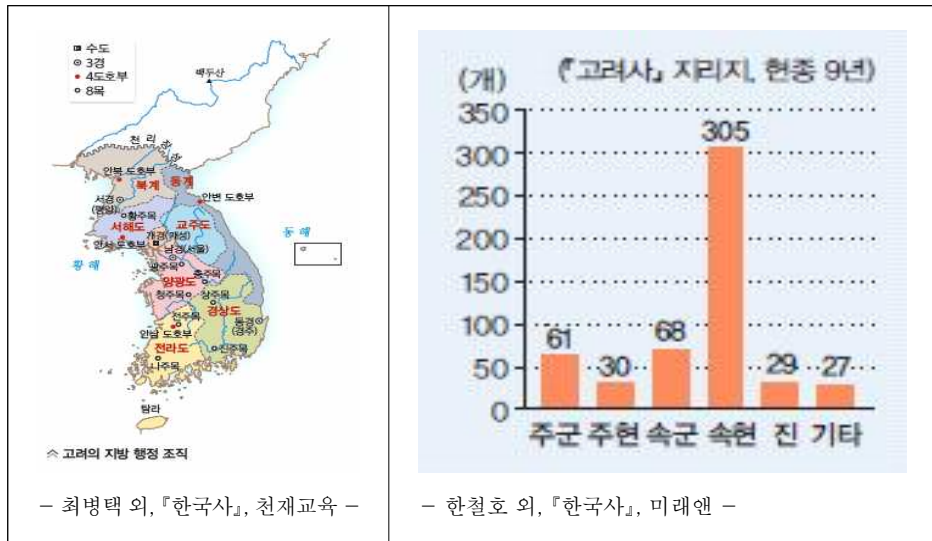 수도
3경
4도호부
8목
백두산
천리장성
안북 도호부
북계
동계
안변 도호부
서경
(평양)
황주목
서해도
교주도
개경(개성)
안서 도호부
남경(서울)
동해
황해
광주목
충주목
양광도
청주목
상주목
경상도
전주목
동경
(경주)
안남 도호부
전라도
진주목
나주목
탐라
고려의 지방 행정 조직
- 최병택 외, 『한국사』, 천재교육 -
(개)
(『고려사』 지리지, 현종 9년)
350
300
250
200
150
100
50
0
61
30
68
305
29
27
주군 주현 속군 속현 진 기타
- 한철호 외, 『한국사』, 미래앤 -